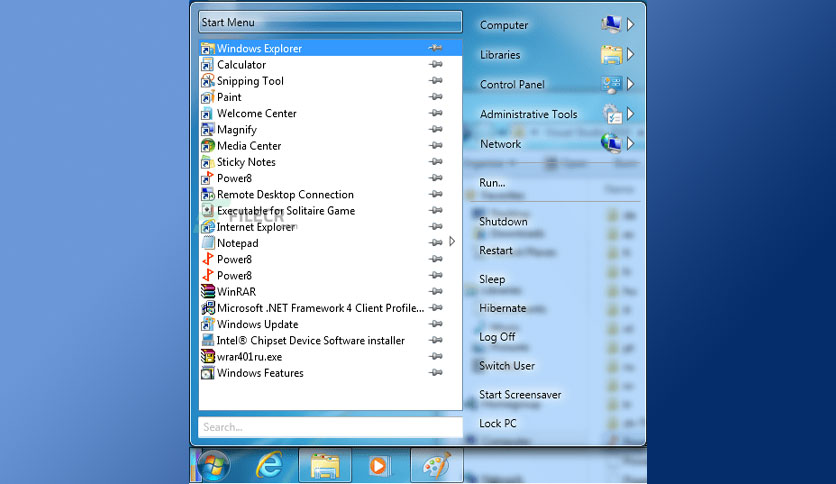 Start Menu
Windows Explorer
Calculator
Snipping Tool
Paint
Welcome Center
Magnify
Media Center
Sticky Notes
Power8
Remote Desktop Connection
Executable for Solitaire Game
FILECR
Internet Explorer
Notepad
Power8
Power8
WinRAR
Microsoft .NET Framework 4 Client Profile...
Windows Update
Intel® Chipset Device Software installer
wrar401ru.exe
Windows Features
Search...
Computer
Libraries
Control Panel
Administrative Tools
Network
Run...
Shutdown
Restart
Sleep
Hibernate
Log Off
Switch User
Start Screensaver
Lock PC